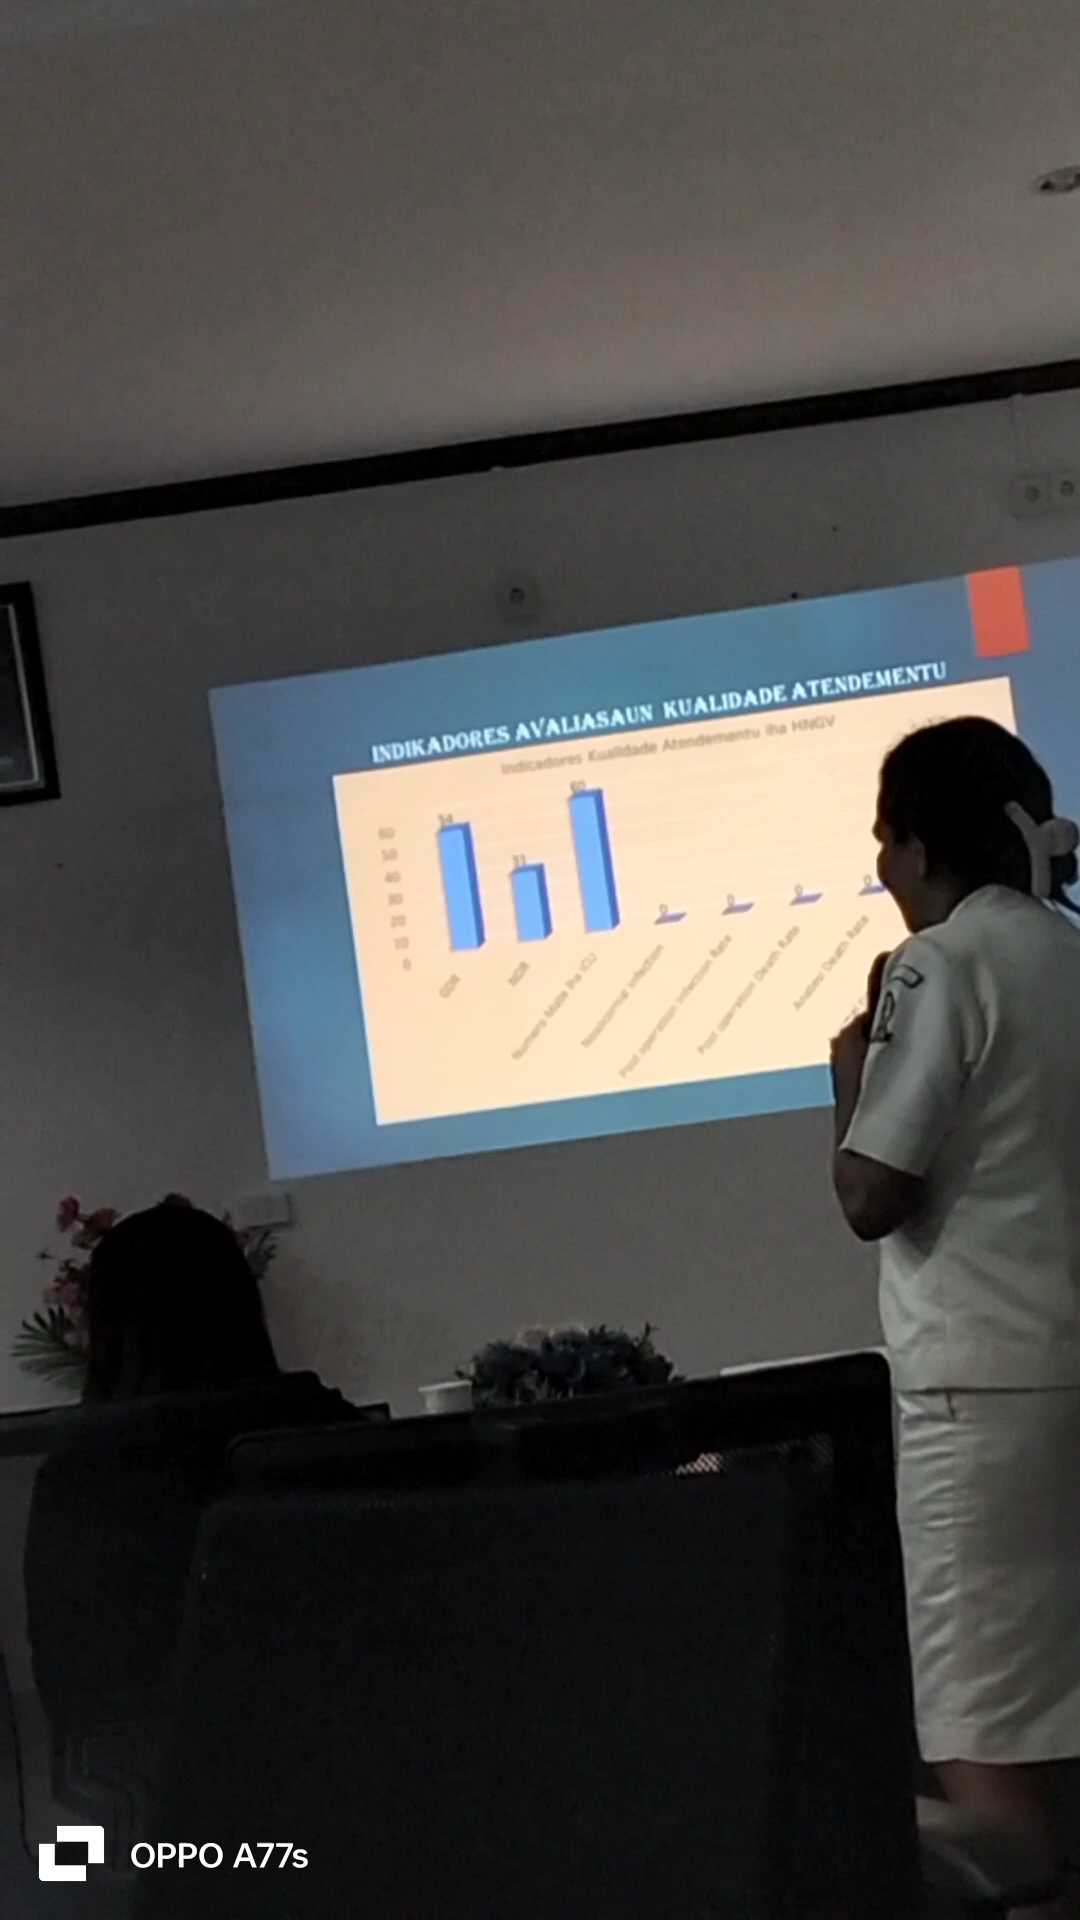 INDIKADORES AVALIASAUN KUALIDADE ATENDEMENTU
Indicadores Kualidade Atendementu iha HNGV
60
50
40
30
20
10
0
54
31
60
0
0
0
0
GDR
NDR
Numero Mate iha ICU
Nosocomial infection
Post operation infection Rate
Post operation Death Rate
Anatesi Death Rate
OPPO A77s